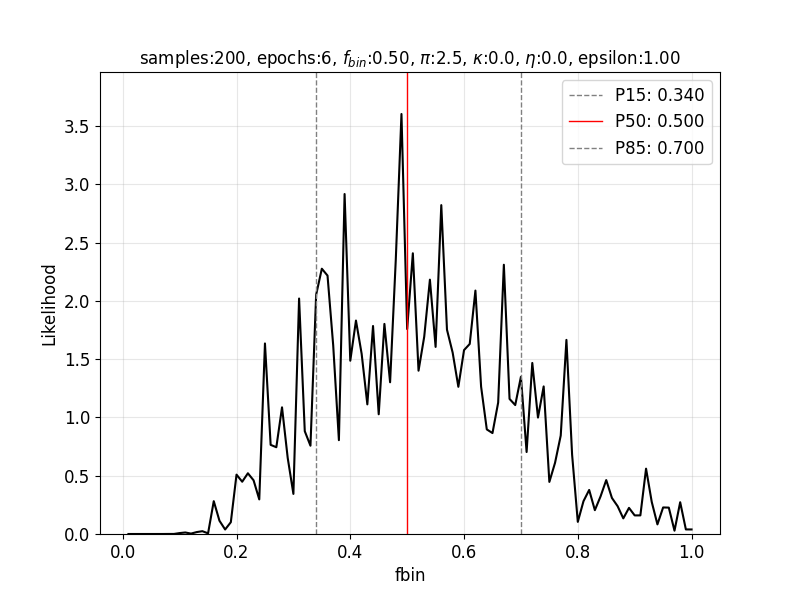 samples:200, epochs:6, f_bin:0.50, π:2.5, κ:0.0, η:0.0, epsilon:1.00
P15: 0.340
P50: 0.500
P85: 0.700
Likelihood
3.5
3.0
2.5
2.0
1.5
1.0
0.5
0.0
0.0 0.2 0.4 0.6 0.8 1.0
fbin